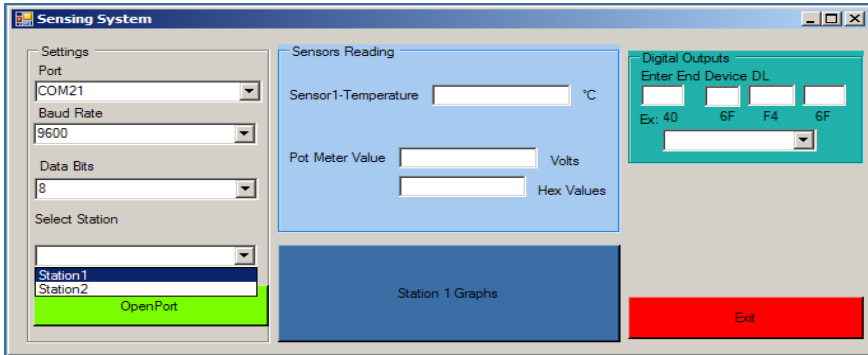 Sensing System
Settings
Port
COM21
Baud Rate
9600
Data Bits
8
Select Station
Station1
Station2
OpenPort
Sensors Reading
Sensor1-Temperature °C
Pot Meter Value Volts
Hex Values
Station 1 Graphs
Digital Outputs
Enter End Device DL
Ex: 40 6F F4 6F
Exit